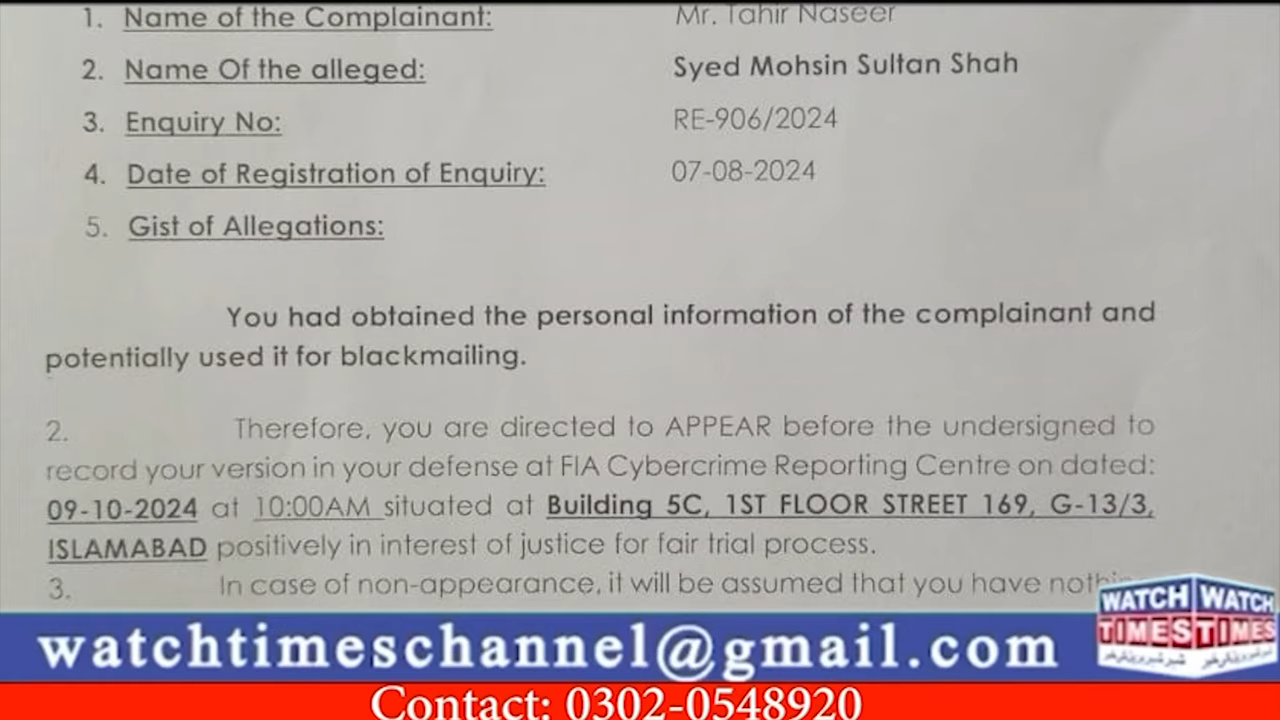 1. Name of the Complainant: Mr. Tahir Naseer
2. Name Of the alleged: Syed Mohsin Sultan Shah
3. Enquiry No: RE-906/2024
4. Date of Registration of Enquiry: 07-08-2024
5. Gist of Allegations:
You had obtained the personal information of the complainant and
potentially used it for blackmailing.
2. Therefore, you are directed to APPEAR before the undersigned to
record your version in your defense at FIA Cybercrime Reporting Centre on dated:
09-10-2024 at 10:00AM situated at Building 5C, 1ST FLOOR STREET 169, G-13/3,
ISLAMABAD positively in interest of justice for fair trial process.
3. In case of non-appearance, it will be assumed that you have
WATCH WATCH
TIMES TIMES
watchtimeschannel@gmail.com
Contact: 0302-0548920